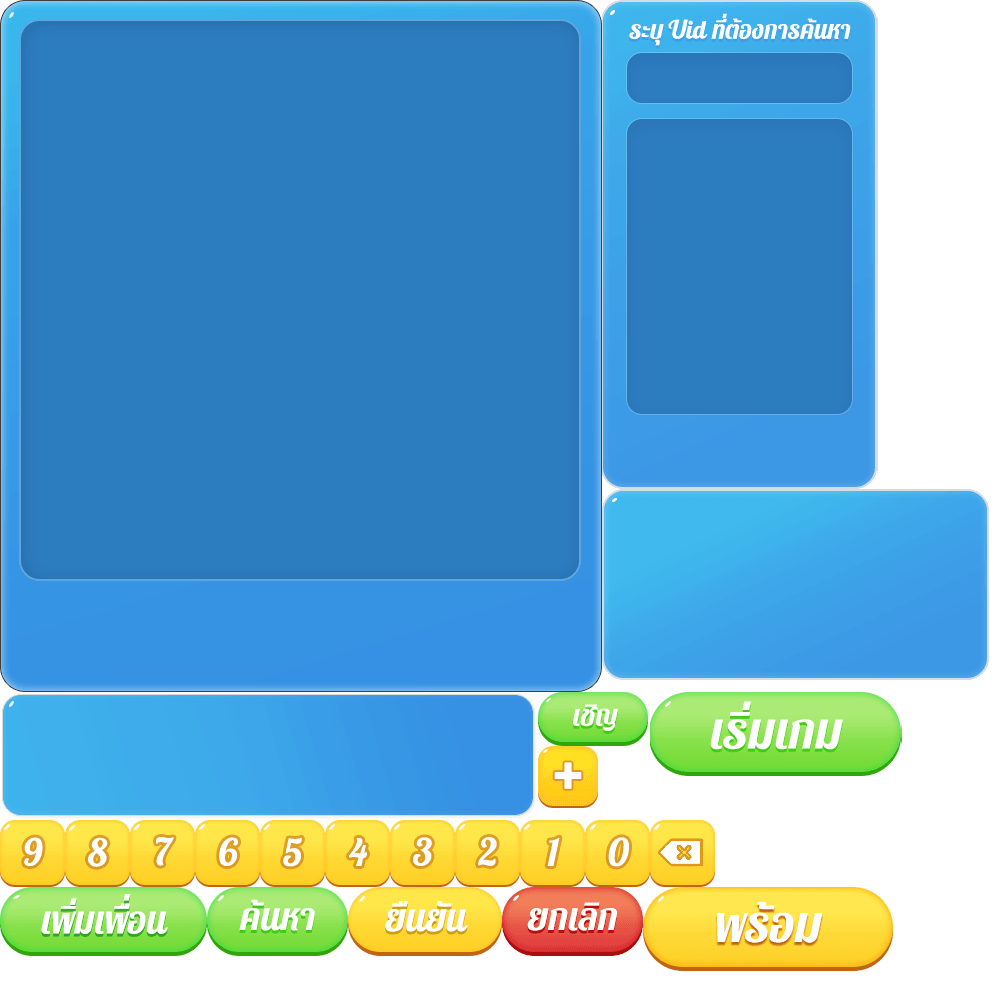 ระบุ Uid ที่ต้องการค้นหา
เชิญ
เริ่มเกม
9 8 7 6 5 4 3 2 1 0
เพิ่มเพื่อน
ค้นหา
ยืนยัน
ยกเลิก
พร้อม